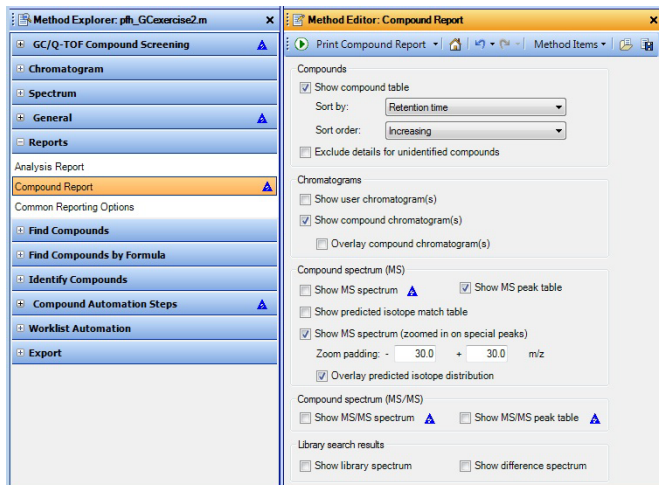 Method Explorer: pfh_GCexercise2.m
GC/Q-TOF Compound Screening
Chromatogram
Spectrum
General
Reports
Analysis Report
Compound Report
Common Reporting Options
Find Compounds
Find Compounds by Formula
Identify Compounds
Compound Automation Steps
Worklist Automation
Export
Method Editor: Compound Report
Print Compound Report Method Items
Compounds
Show compound table
Sort by: Retention time
Sort order: Increasing
Exclude details for unidentified compounds
Chromatograms
Show user chromatogram(s)
Show compound chromatogram(s)
Overlay compound chromatogram(s)
Compound spectrum (MS)
Show MS spectrum Show MS peak table
Show predicted isotope match table
Show MS spectrum (zoomed in on special peaks)
Zoom padding: - 30.0 + 30.0 m/z
Overlay predicted isotope distribution
Compound spectrum (MS/MS)
Show MS/MS spectrum Show MS/MS peak table
Library search results
Show library spectrum Show difference spectrum